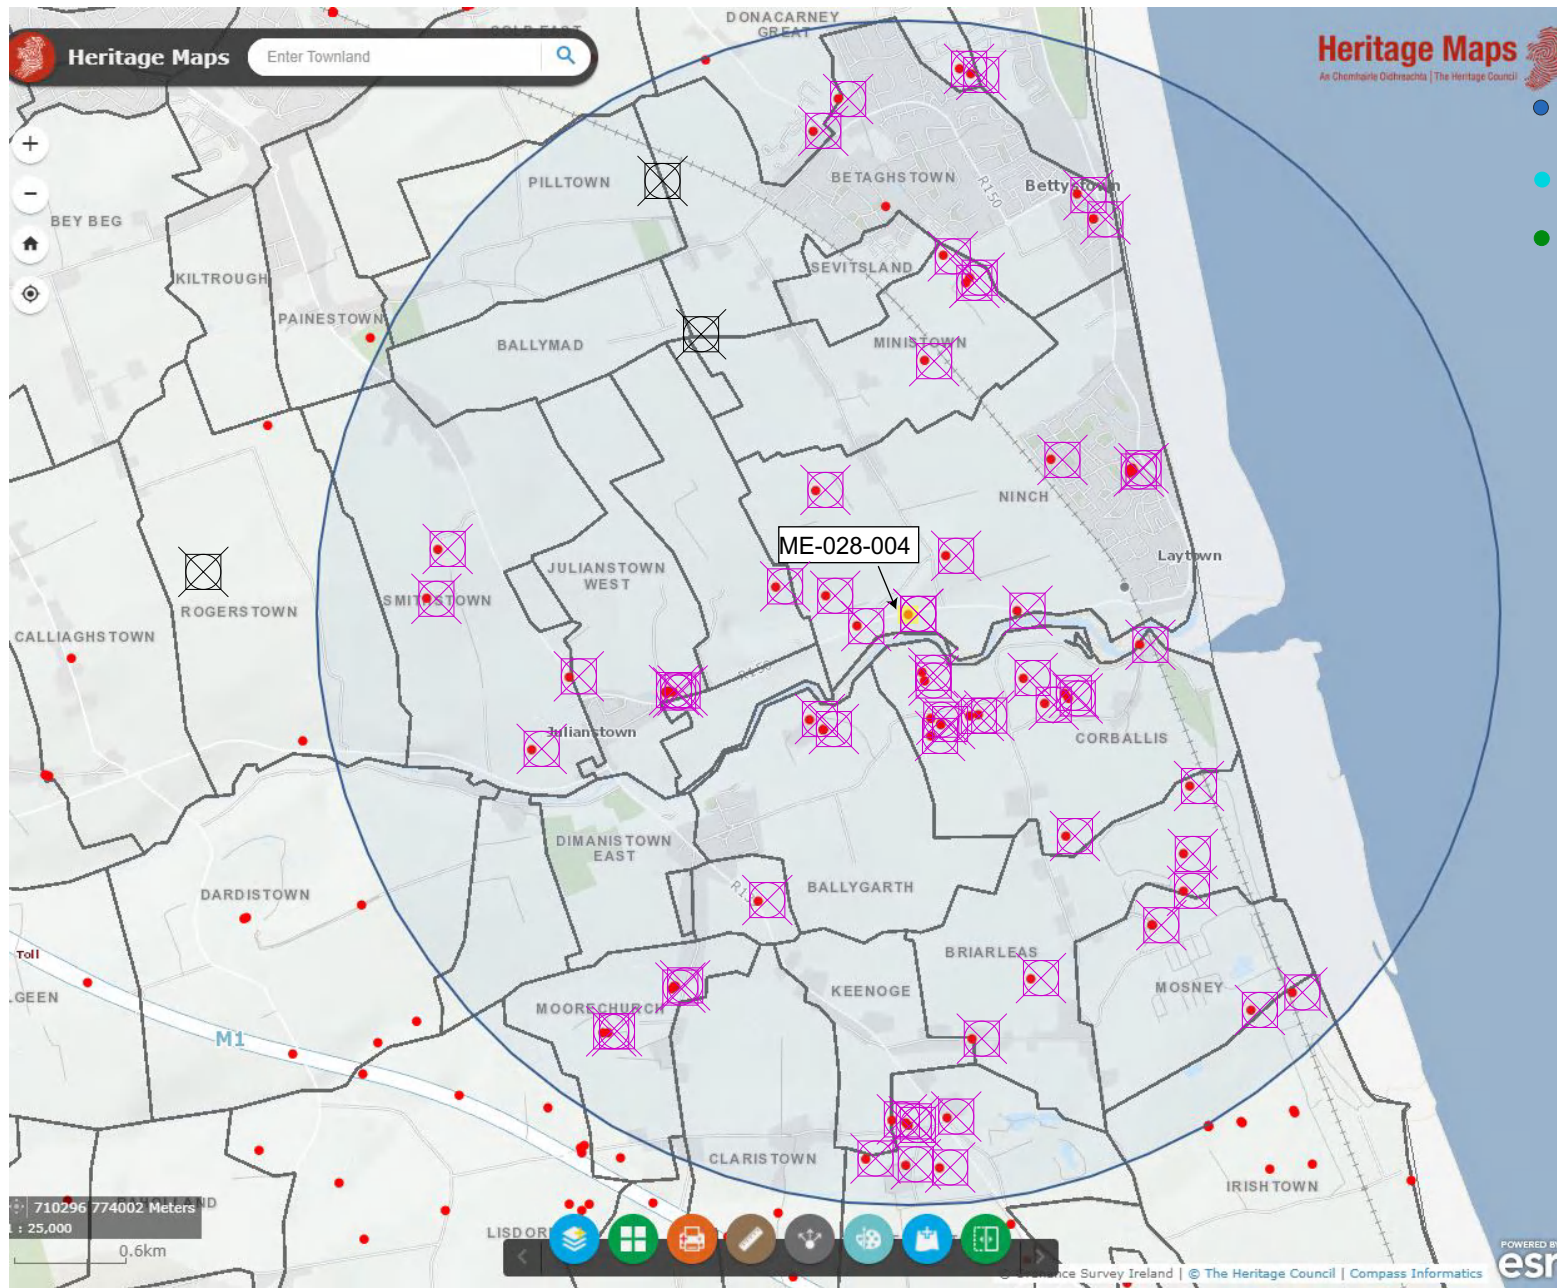 DONACARNEY
GREAT
Heritage Maps
Enter Townland
Heritage Maps
An Chomhairle Oidhreachta | The Heritage Council
+
−
PILLTOWN
BETAGHSTOWN
R150
Bettystown
BEY BEG
KILTROUGH
SEVITSLAND
PAINESTOWN
BALLYMAD
MINISTOWN
NINCH
ME-028-004
Laytown
JULIANSTOWN
WEST
SMITHSTOWN
ROGERSTOWN
CALLIAGHSTOWN
Julianstown
CORBALLIS
DIMANISTOWN
EAST
DARDISTOWN
BALLYGARTH
Toll
BRIARLEAS
MOSNEY
KEENOGE
MOORECHURCH
M1
CLARISTOWN
IRISHTOWN
710296 774002 Meters
: 25,000
0.6km
POWERED BY
esri
Ordnance Survey Ireland | © The Heritage Council | Compass Informatics